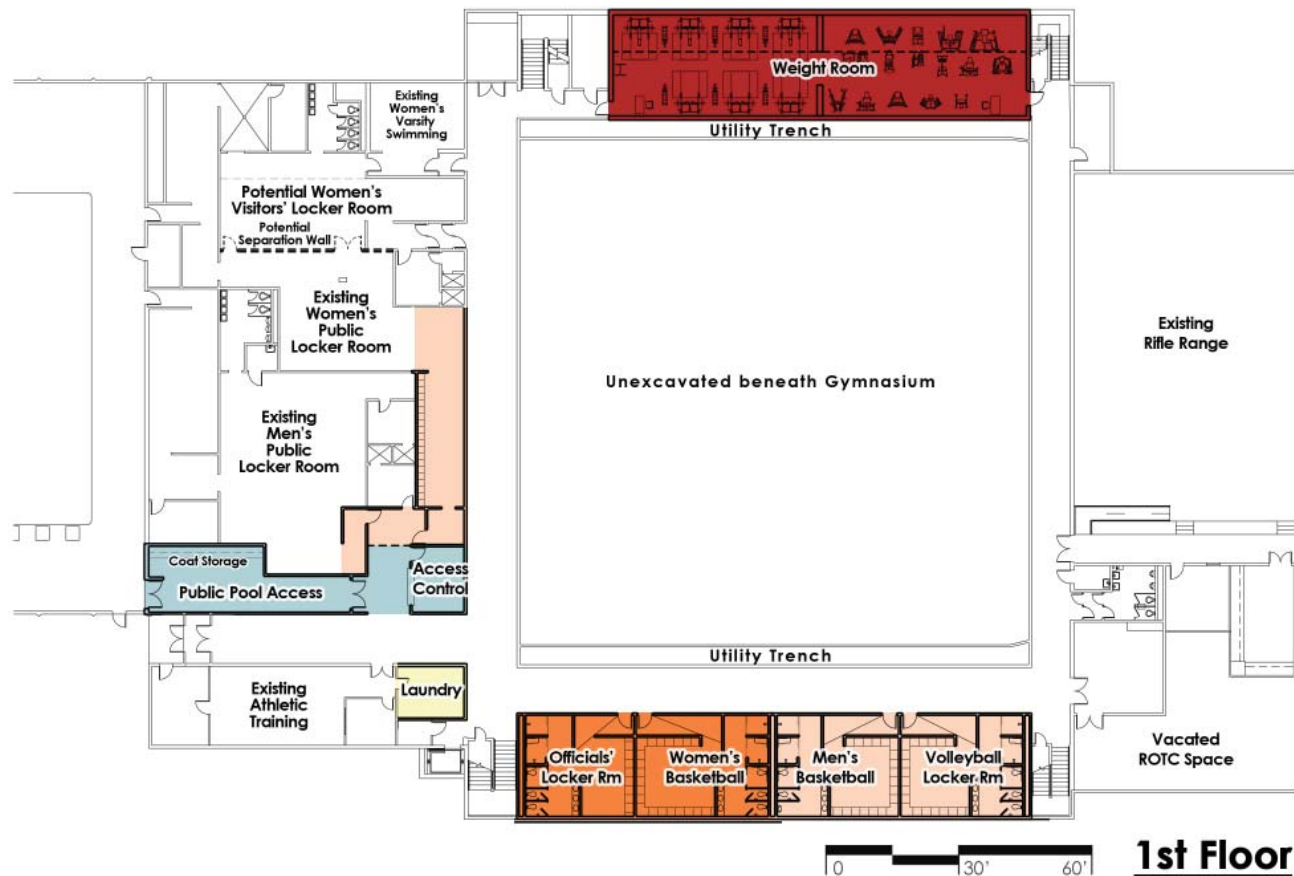 Weight Room
Existing
Women's
Varsity
Swimming
Utility Trench
Potential Women's
Visitors' Locker Room
Potential
Separation Wall
Existing
Women's
Public
Locker Room
Existing
Rifle Range
Unexcavated beneath Gymnasium
Existing
Men's
Public
Locker Room
Coat Storage
Public Pool Access
Access
Control
Utility Trench
Existing
Athletic
Training
Laundry
Officials'
Locker Rm
Women's
Basketball
Men's
Basketball
Volleyball
Locker Rm
Vacated
ROTC Space
0 30' 60'
1st Floor